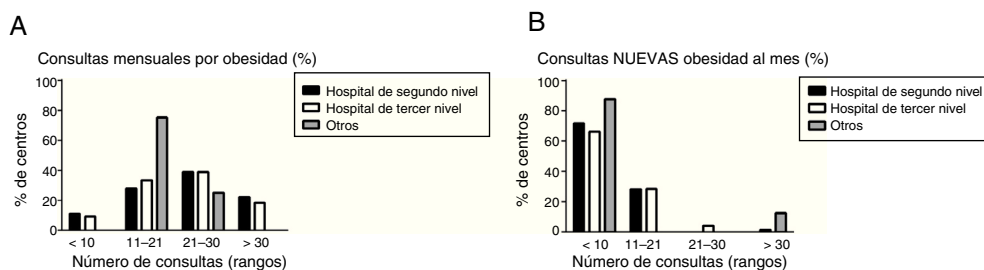 A
Consultas mensuales por obesidad (%)
100
80
60
40
20
0
% de centros
< 10
11–21
21–30
> 30
Número de consultas (rangos)
Hospital de segundo nivel
Hospital de tercer nivel
Otros
B
Consultas NUEVAS obesidad al mes (%)
100
80
60
40
20
0
% de centros
< 10
11–21
21–30
> 30
Número de consultas (rangos)
Hospital de segundo nivel
Hospital de tercer nivel
Otros